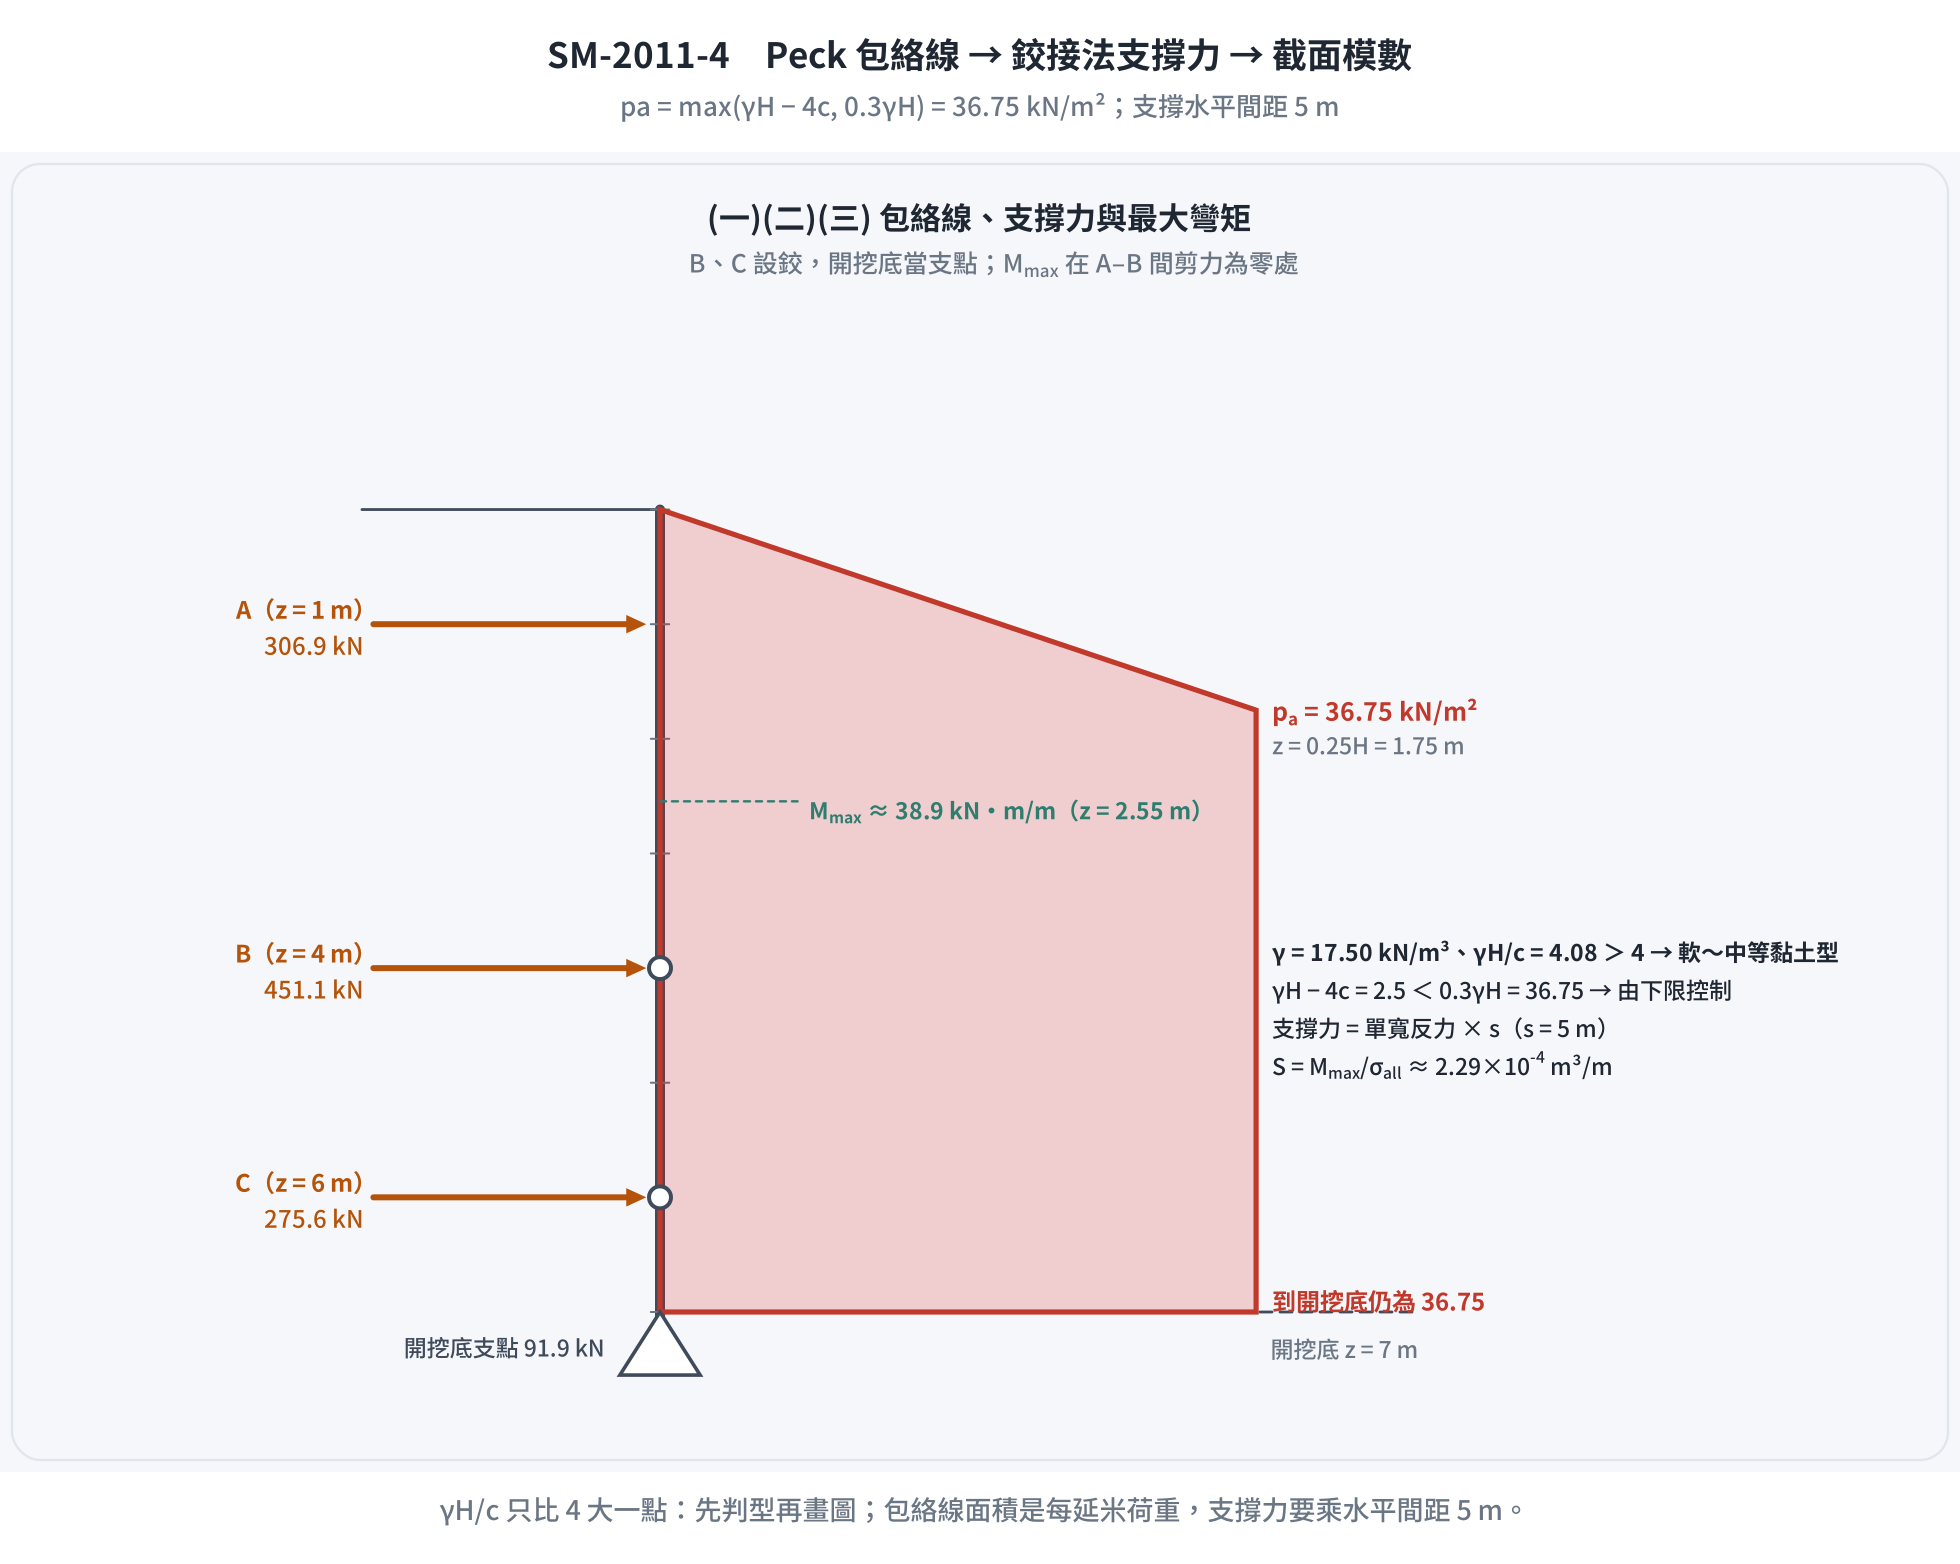 SM-2011-4　Peck 包絡線 → 鉸接法支撐力 → 截面模數
pa = max(γH − 4c, 0.3γH) = 36.75 kN/m²；支撐水平間距 5 m
(一)(二)(三) 包絡線、支撐力與最大彎矩
B、C 設鉸，開挖底當支點；Mmax 在 A–B 間剪力為零處
A（z = 1 m）
306.9 kN
pa = 36.75 kN/m²
z = 0.25H = 1.75 m
Mmax ≈ 38.9 kN・m/m（z = 2.55 m）
B（z = 4 m）
451.1 kN
γ = 17.50 kN/m³、γH/c = 4.08 ＞ 4 → 軟～中等黏土型
γH − 4c = 2.5 ＜ 0.3γH = 36.75 → 由下限控制
支撐力 = 單寬反力 × s（s = 5 m）
S = Mmax/σall ≈ 2.29×10⁻⁴ m³/m
C（z = 6 m）
275.6 kN
到開挖底仍為 36.75
開挖底支點 91.9 kN
開挖底 z = 7 m
γH/c 只比 4 大一點：先判型再畫圖；包絡線面積是每延米荷重，支撐力要乘水平間距 5 m。